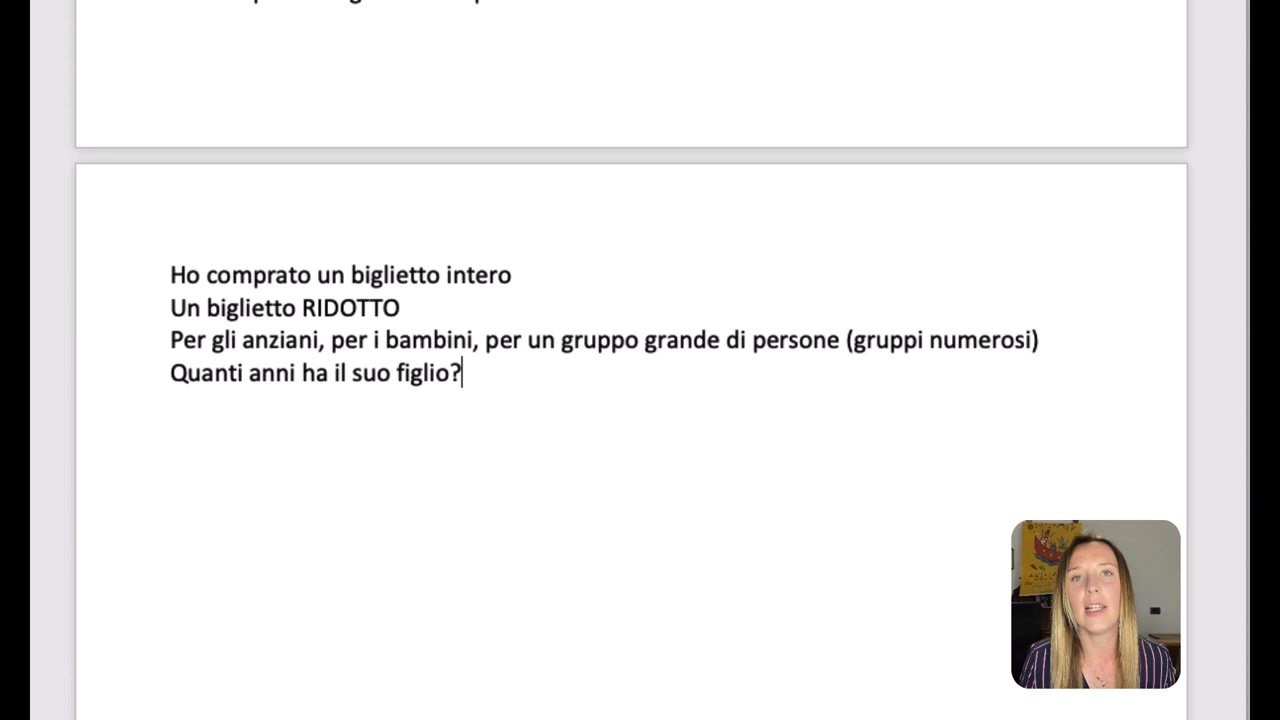 Ho comprato un biglietto intero
Un biglietto RIDOTTO
Per gli anziani, per i bambini, per un gruppo grande di persone (gruppi numerosi)
Quanti anni ha il suo figlio?